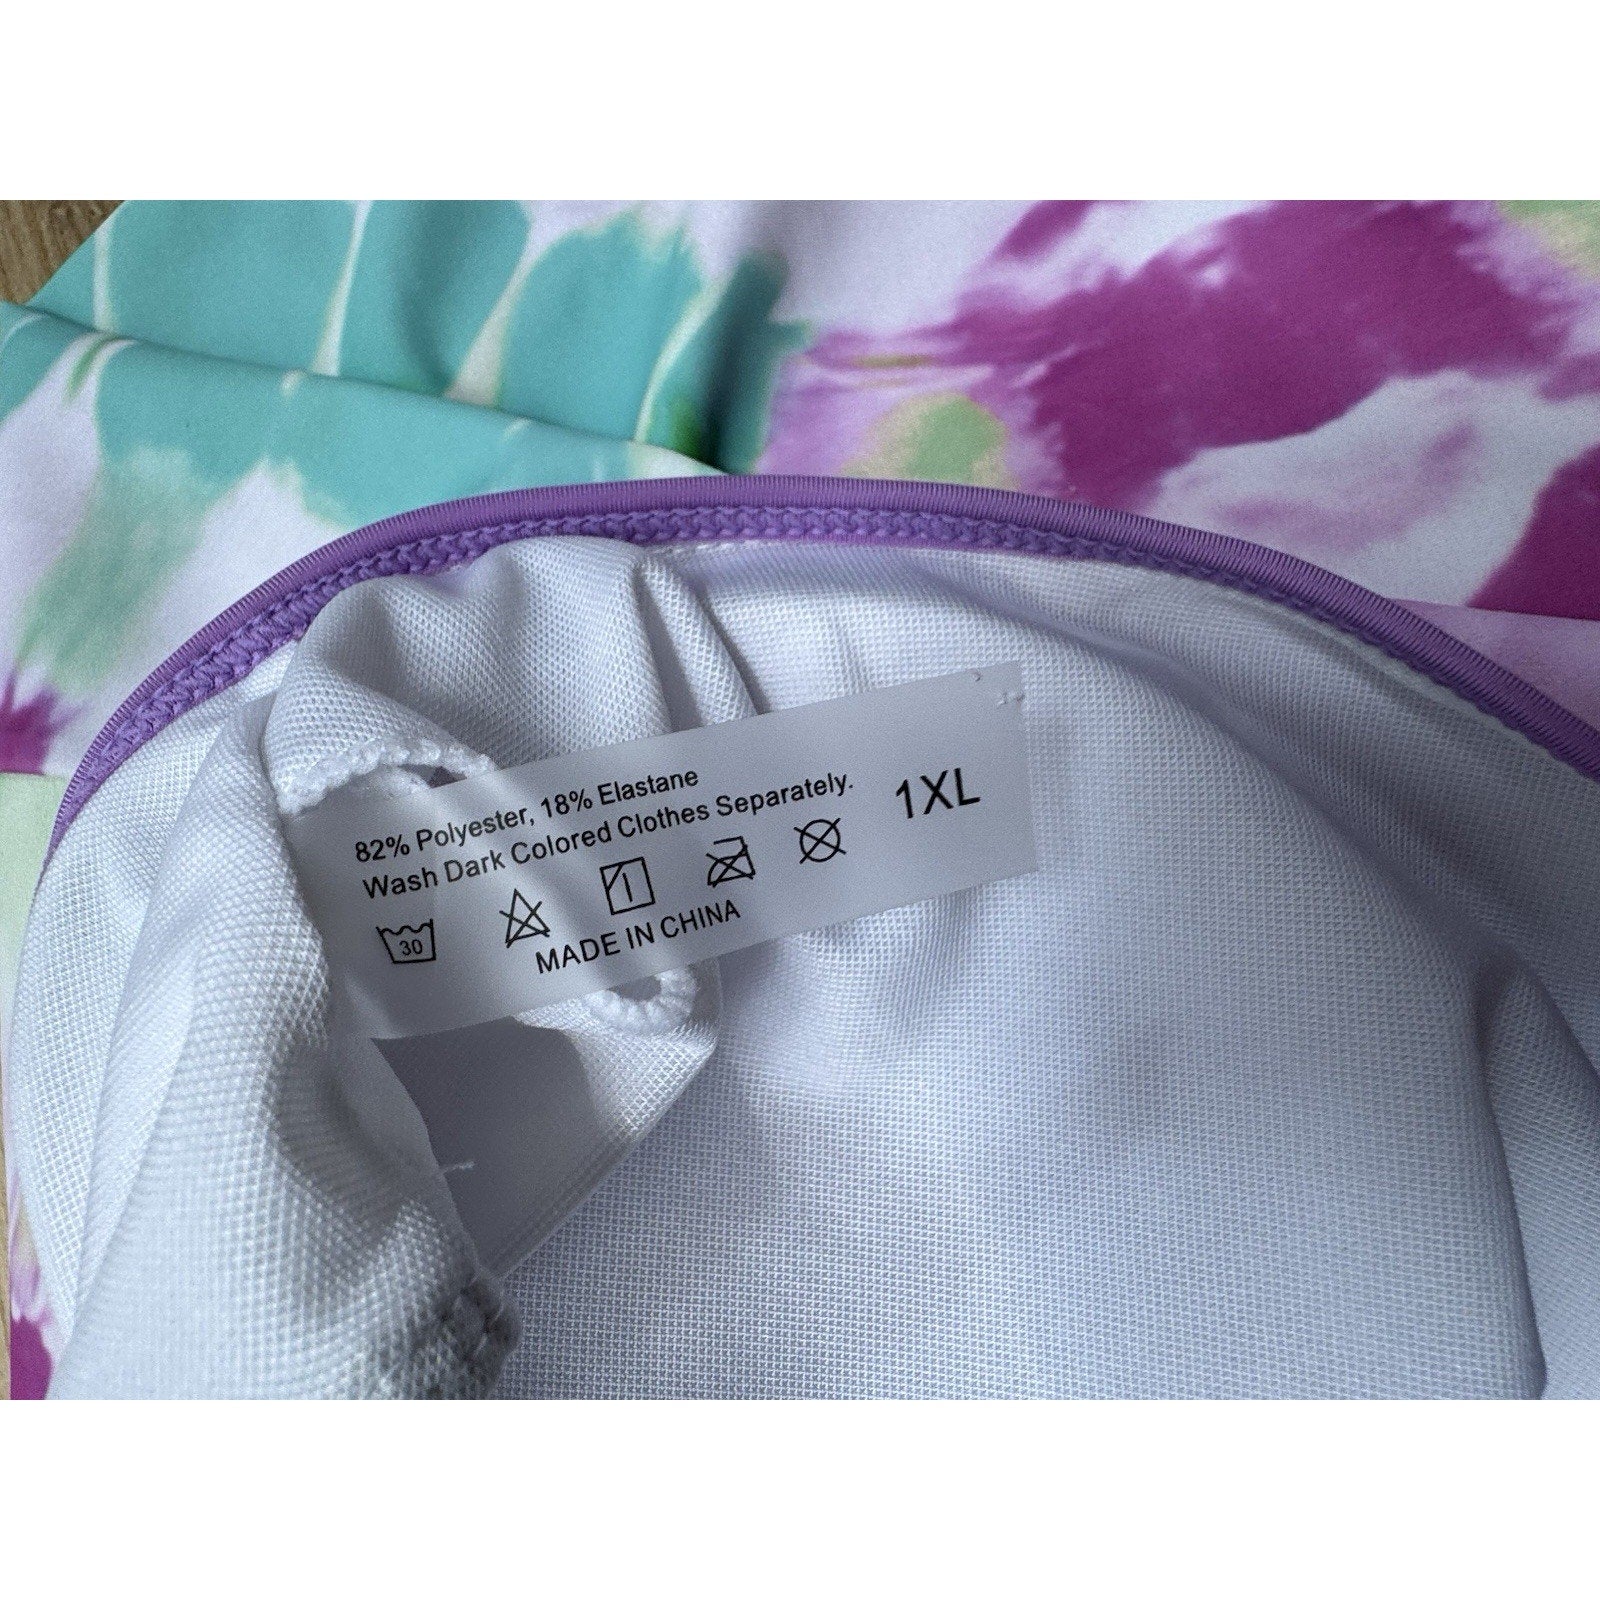 82% Polyester, 18% Elastane
Wash Dark Colored Clothes Separately.
1XL
30
MADE IN CHINA